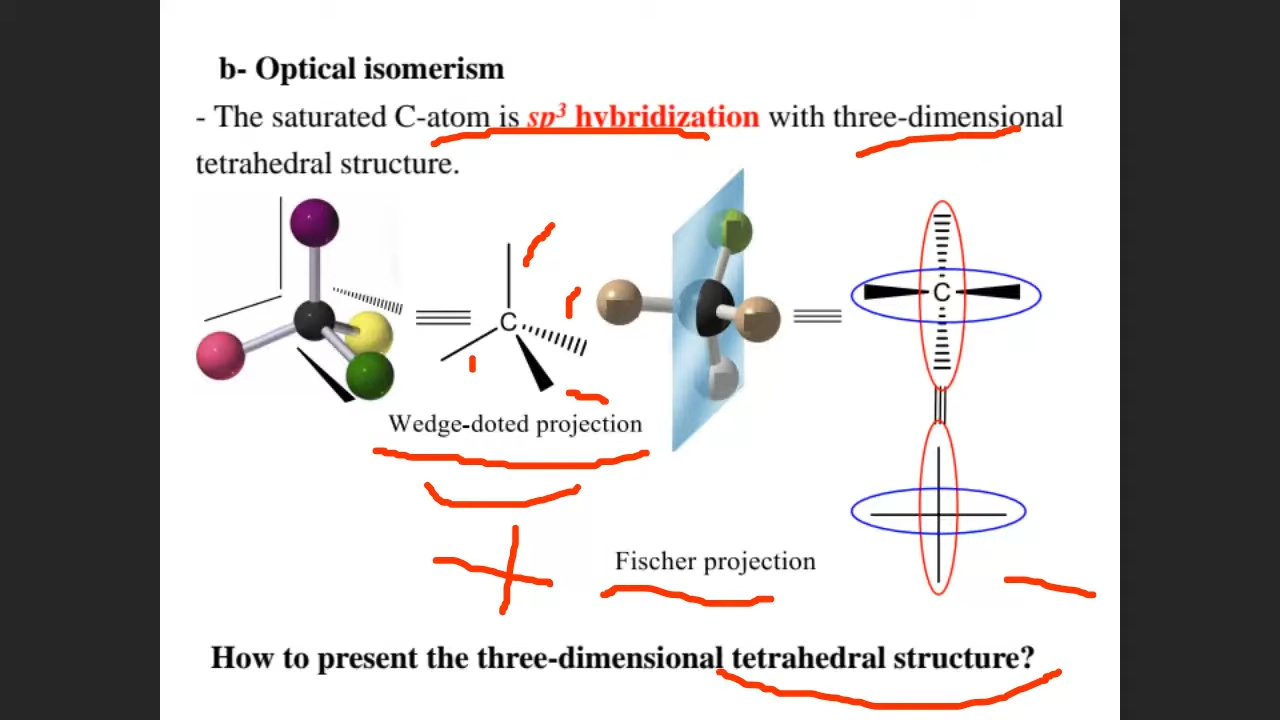 b- Optical isomerism
- The saturated C-atom is sp³ hybridization with three-dimensional
tetrahedral structure.
C
C
Wedge-doted projection
Fischer projection
How to present the three-dimensional tetrahedral structure?